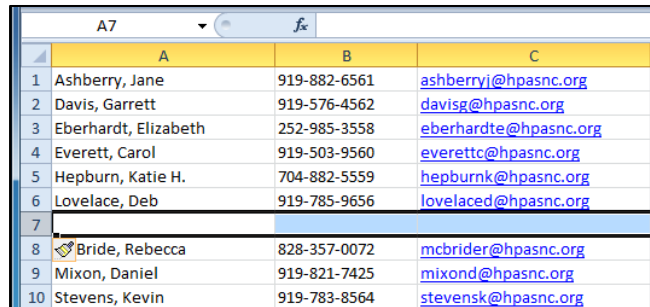 A7 fx
A B C
1 Ashberry, Jane 919-882-6561 ashberryj@hpasnc.org
2 Davis, Garrett 919-576-4562 davisg@hpasnc.org
3 Eberhardt, Elizabeth 252-985-3558 eberhardte@hpasnc.org
4 Everett, Carol 919-503-9560 everettc@hpasnc.org
5 Hepburn, Katie H. 704-882-5559 hepburnk@hpasnc.org
6 Lovelace, Deb 919-785-9656 lovelaced@hpasnc.org
7
8 Bride, Rebecca 828-357-0072 mcbrider@hpasnc.org
9 Mixon, Daniel 919-821-7425 mixond@hpasnc.org
10 Stevens, Kevin 919-783-8564 stevensk@hpasnc.org